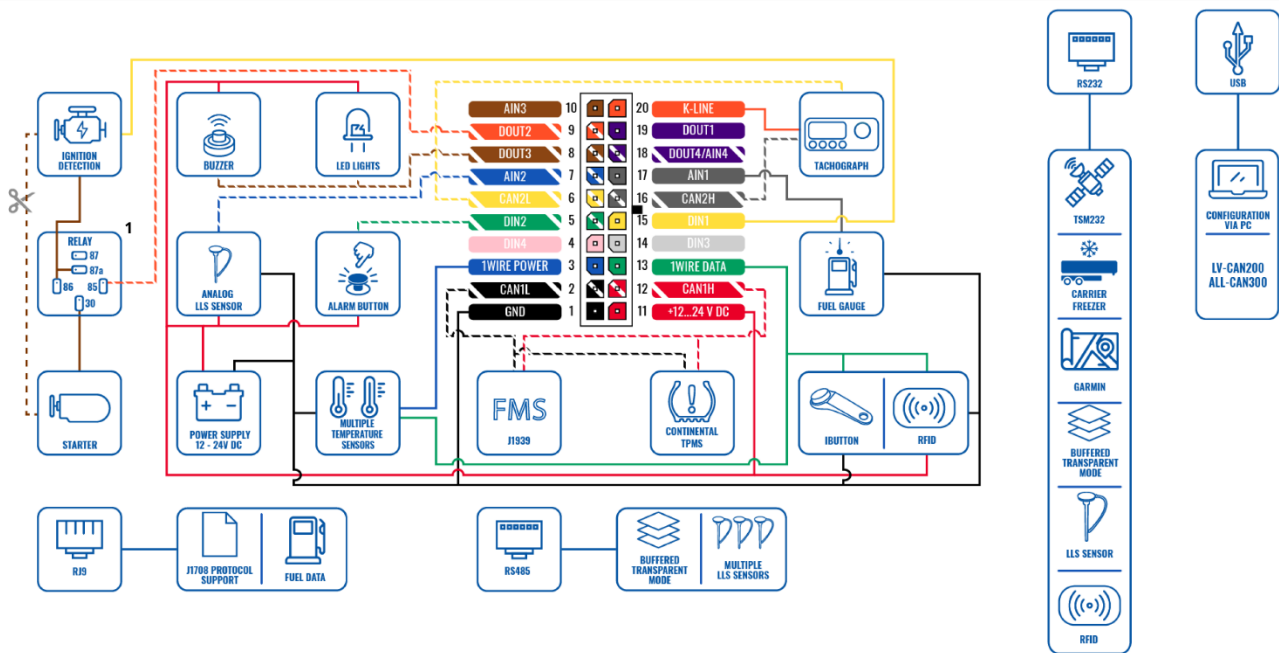 IGNITION
DETECTION
BUZZER
LED LIGHTS
AIN3 10 20 K-LINE
DOUT2 9 19 DOUT1
DOUT3 8 18 DOUT4/AIN4
AIN2 7 17 AIN1
CAN2L 6 16 CAN2H
DIN2 5 15 DIN1
DIN4 4 14 DIN3
1WIRE POWER 3 13 1WIRE DATA
CAN1L 2 12 CAN1H
GND 1 11 +12...24 V DC
TACHOGRAPH
1
RELAY
87
87a
86 85
30
ANALOG
LLS SENSOR
ALARM BUTTON
FUEL GAUGE
STARTER
POWER SUPPLY
12 - 24V DC
MULTIPLE
TEMPERATURE
SENSORS
FMS
J1939
CONTINENTAL
TPMS
IBUTTON
RFID
RJ9
J1708 PROTOCOL
SUPPORT
FUEL DATA
RS485
BUFFERED
TRANSPARENT
MODE
MULTIPLE
LLS SENSORS
RS232
TSM232
CARRIER
FREEZER
GARMIN
BUFFERED
TRANSPARENT
MODE
LLS SENSOR
RFID
USB
CONFIGURATION
VIA PC
LV-CAN200
ALL-CAN300